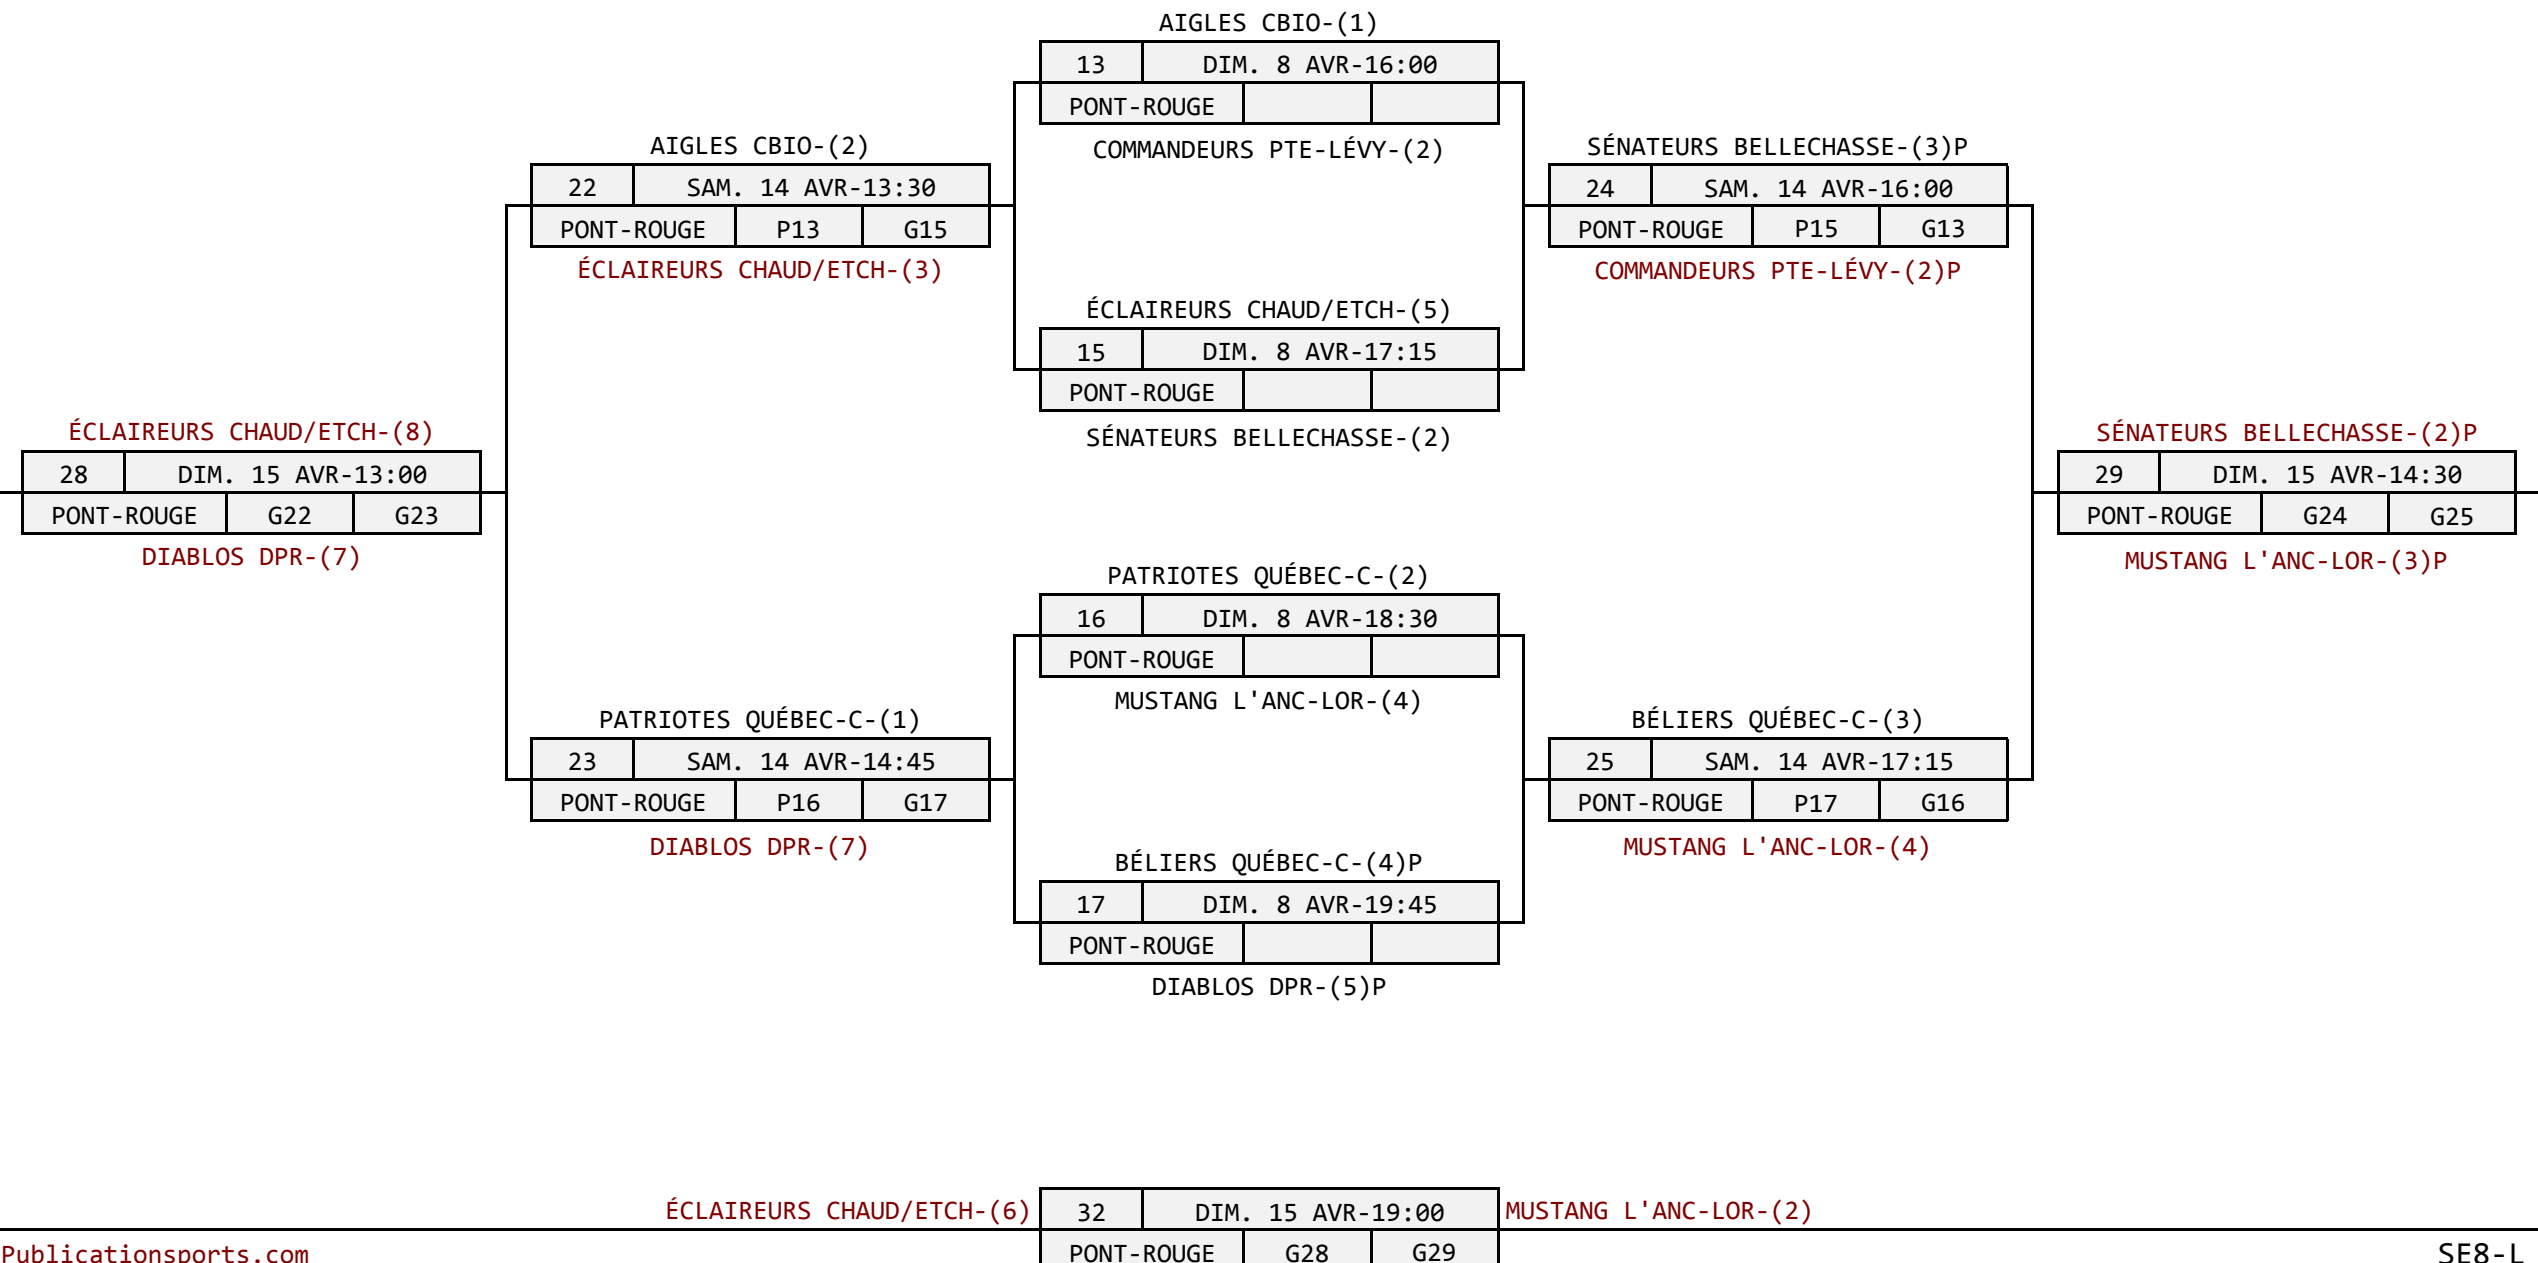 AIGLES CBIO-(1)
13 DIM. 8 AVR-16:00
PONT-ROUGE
COMMANDEURS PTE-LÉVY-(2)
AIGLES CBIO-(2)
22 SAM. 14 AVR-13:30
PONT-ROUGE P13 G15
ÉCLAIREURS CHAUD/ETCH-(3)
SÉNATEURS BELLECHASSE-(3)P
24 SAM. 14 AVR-16:00
PONT-ROUGE P15 G13
COMMANDEURS PTE-LÉVY-(2)P
ÉCLAIREURS CHAUD/ETCH-(5)
15 DIM. 8 AVR-17:15
PONT-ROUGE
SÉNATEURS BELLECHASSE-(2)
ÉCLAIREURS CHAUD/ETCH-(8)
28 DIM. 15 AVR-13:00
PONT-ROUGE G22 G23
DIABLOS DPR-(7)
SÉNATEURS BELLECHASSE-(2)P
29 DIM. 15 AVR-14:30
PONT-ROUGE G24 G25
MUSTANG L'ANC-LOR-(3)P
PATRIOTES QUÉBEC-C-(2)
16 DIM. 8 AVR-18:30
PONT-ROUGE
MUSTANG L'ANC-LOR-(4)
PATRIOTES QUÉBEC-C-(1)
23 SAM. 14 AVR-14:45
PONT-ROUGE P16 G17
DIABLOS DPR-(7)
BÉLIERS QUÉBEC-C-(3)
25 SAM. 14 AVR-17:15
PONT-ROUGE P17 G16
MUSTANG L'ANC-LOR-(4)
BÉLIERS QUÉBEC-C-(4)P
17 DIM. 8 AVR-19:45
PONT-ROUGE
DIABLOS DPR-(5)P
ÉCLAIREURS CHAUD/ETCH-(6) 32 DIM. 15 AVR-19:00 MUSTANG L'ANC-LOR-(2)
Publicationsports.com PONT-ROUGE G28 G29 SE8-L